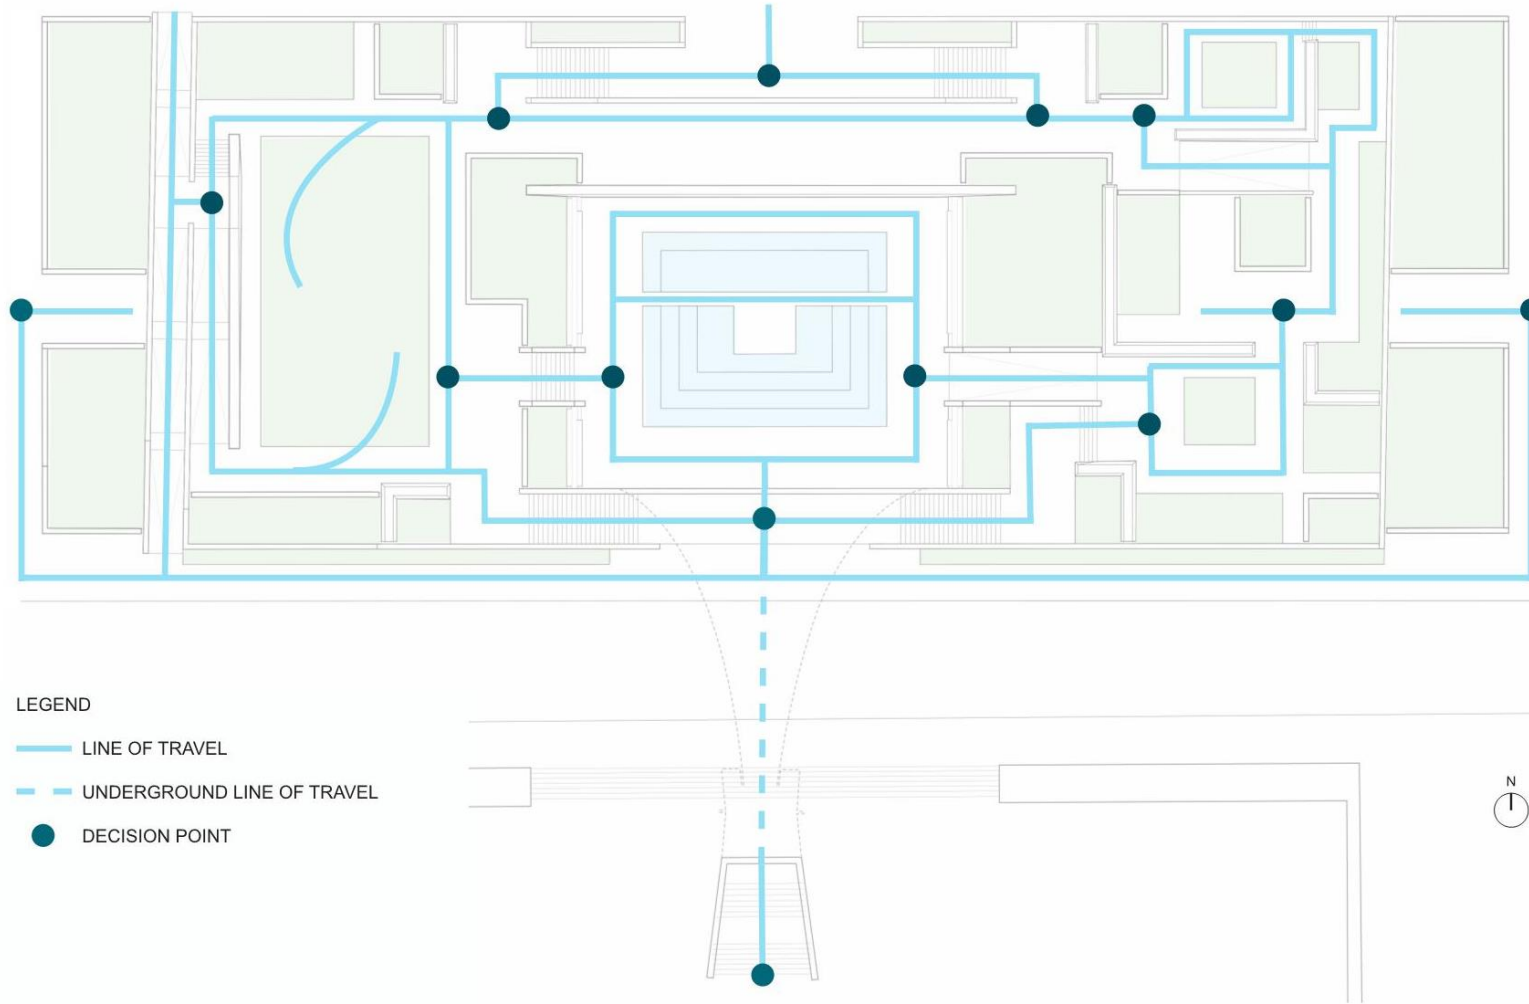 LEGEND
LINE OF TRAVEL
UNDERGROUND LINE OF TRAVEL
DECISION POINT
N